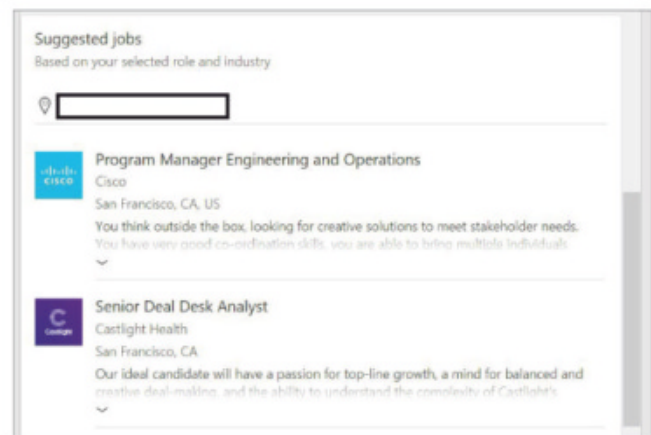 Suggested jobs
Based on your selected role and industry
CISCO
Program Manager Engineering and Operations
Cisco
San Francisco, CA, US
You think outside the box, looking for creative solutions to meet stakeholder needs.
You have very good co-ordination skills, you are able to bring multiple individuals
C
Castlight
Senior Deal Desk Analyst
Castlight Health
San Francisco, CA
Our ideal candidate will have a passion for top-line growth, a mind for balanced and
creative deal-making, and the ability to understand the complexity of Castlight's